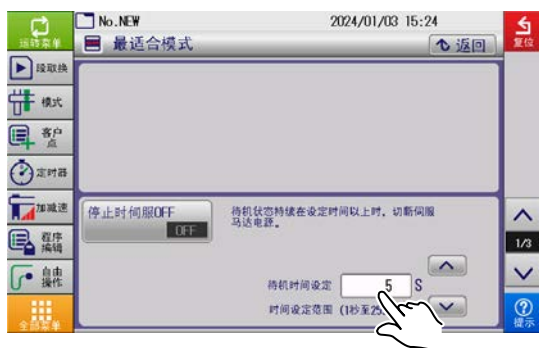 No.NEW
2024/01/03 15:24
运转菜单
最适合模式
返回
复位
段取换
模式
客户
点
定时器
加减速
停止时伺服OFF
OFF
待机状态持续在设定时间以上时，切断伺服
马达电源。
程序
编辑
1/3
自由
操作
待机时间设定
5
S
时间设定范围 (1秒至25
全部菜单
提示